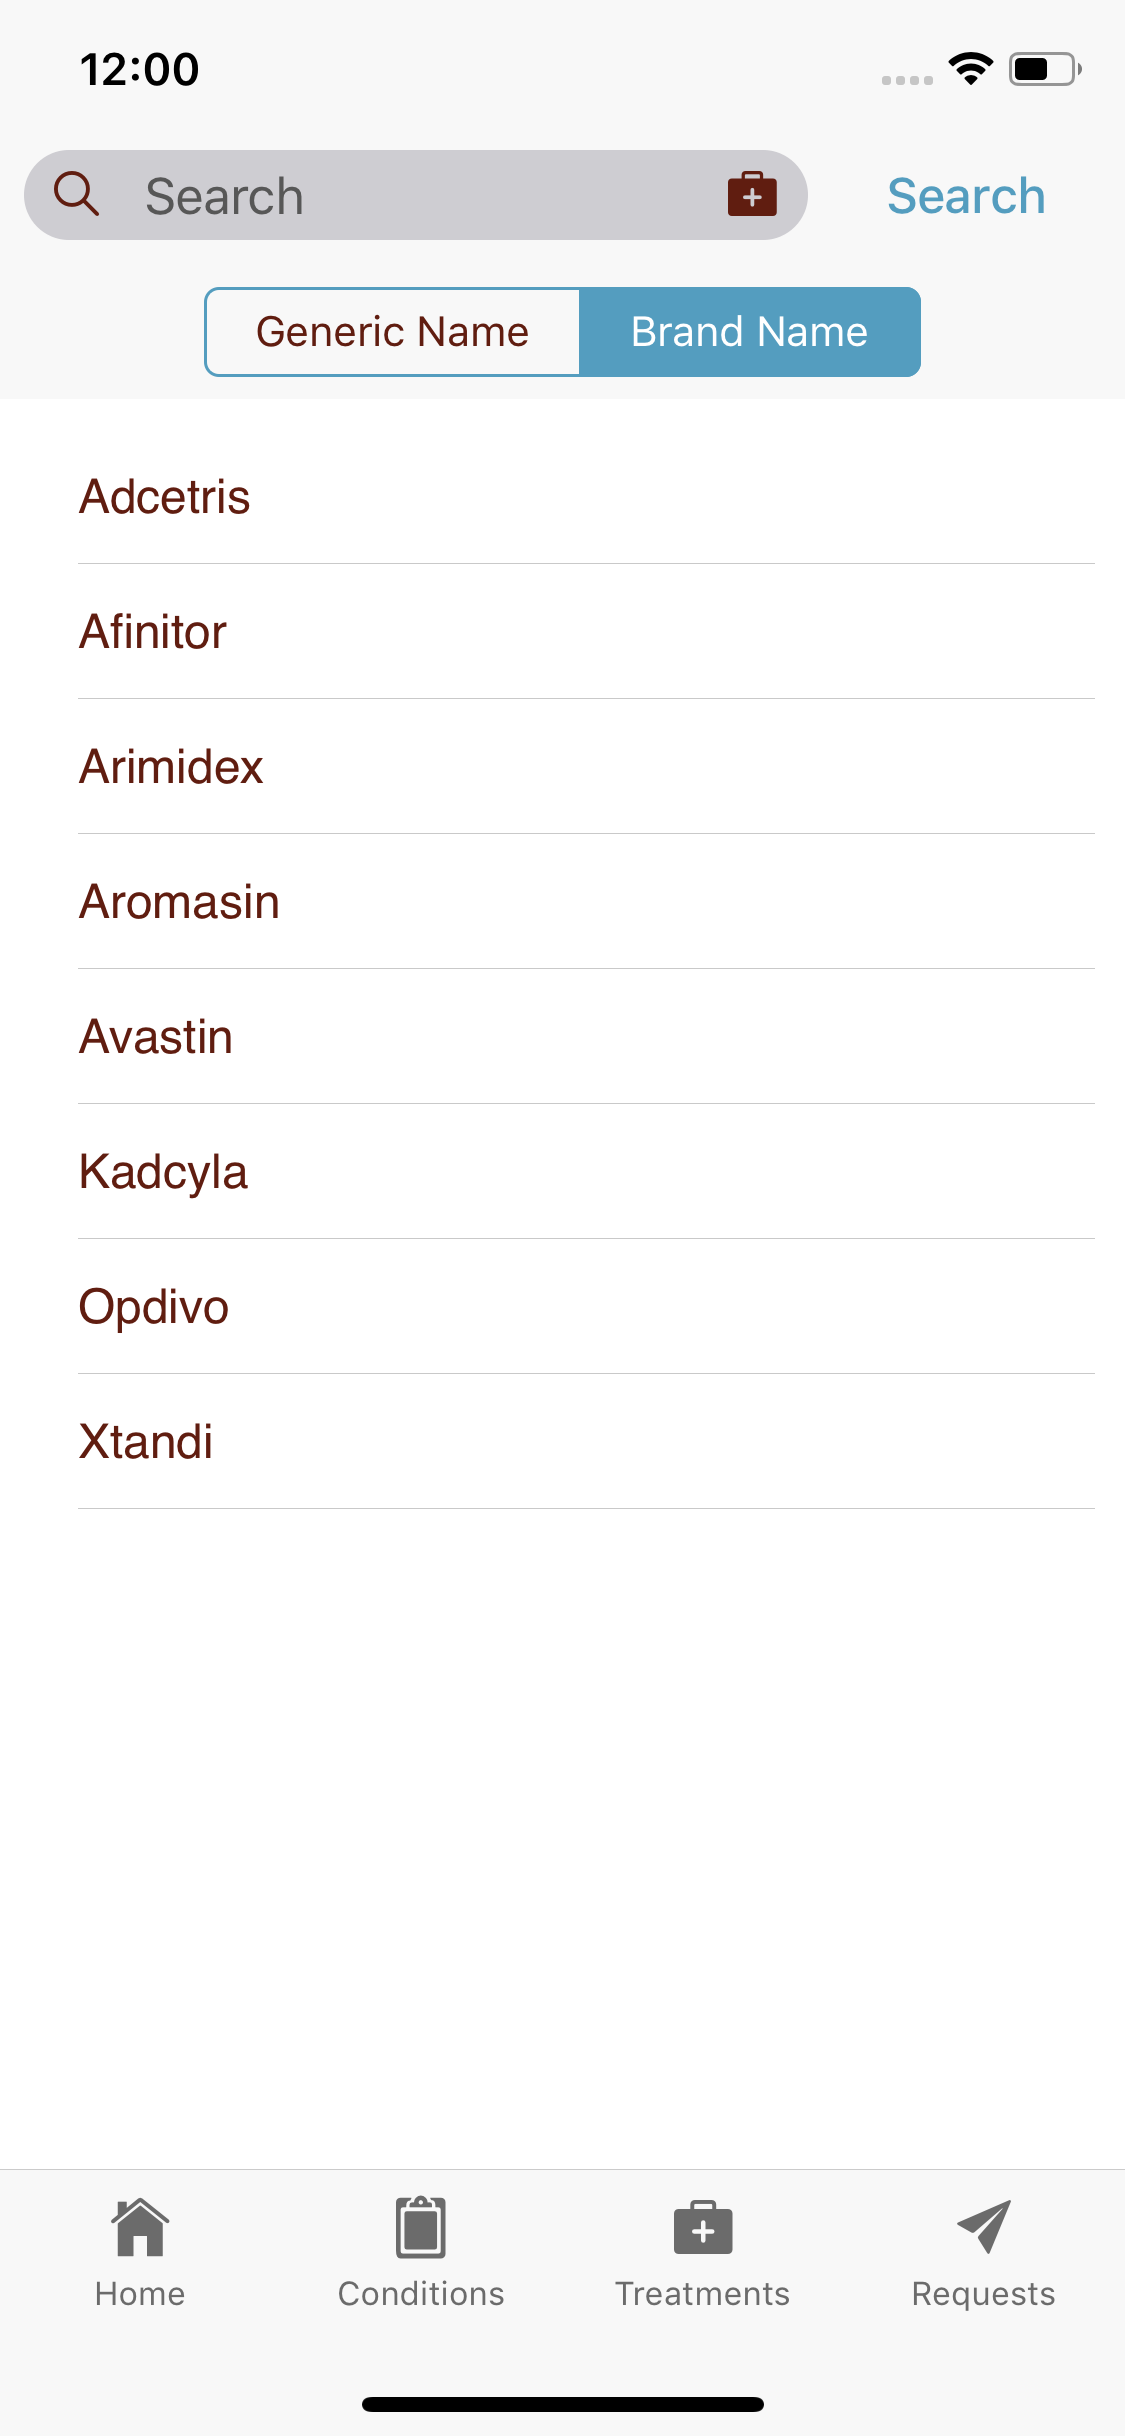 12:00
Search
Search
Generic Name
Brand Name
Adcetris
Afinitor
Arimidex
Aromasin
Avastin
Kadcyla
Opdivo
Xtandi
Home
Conditions
Treatments
Requests